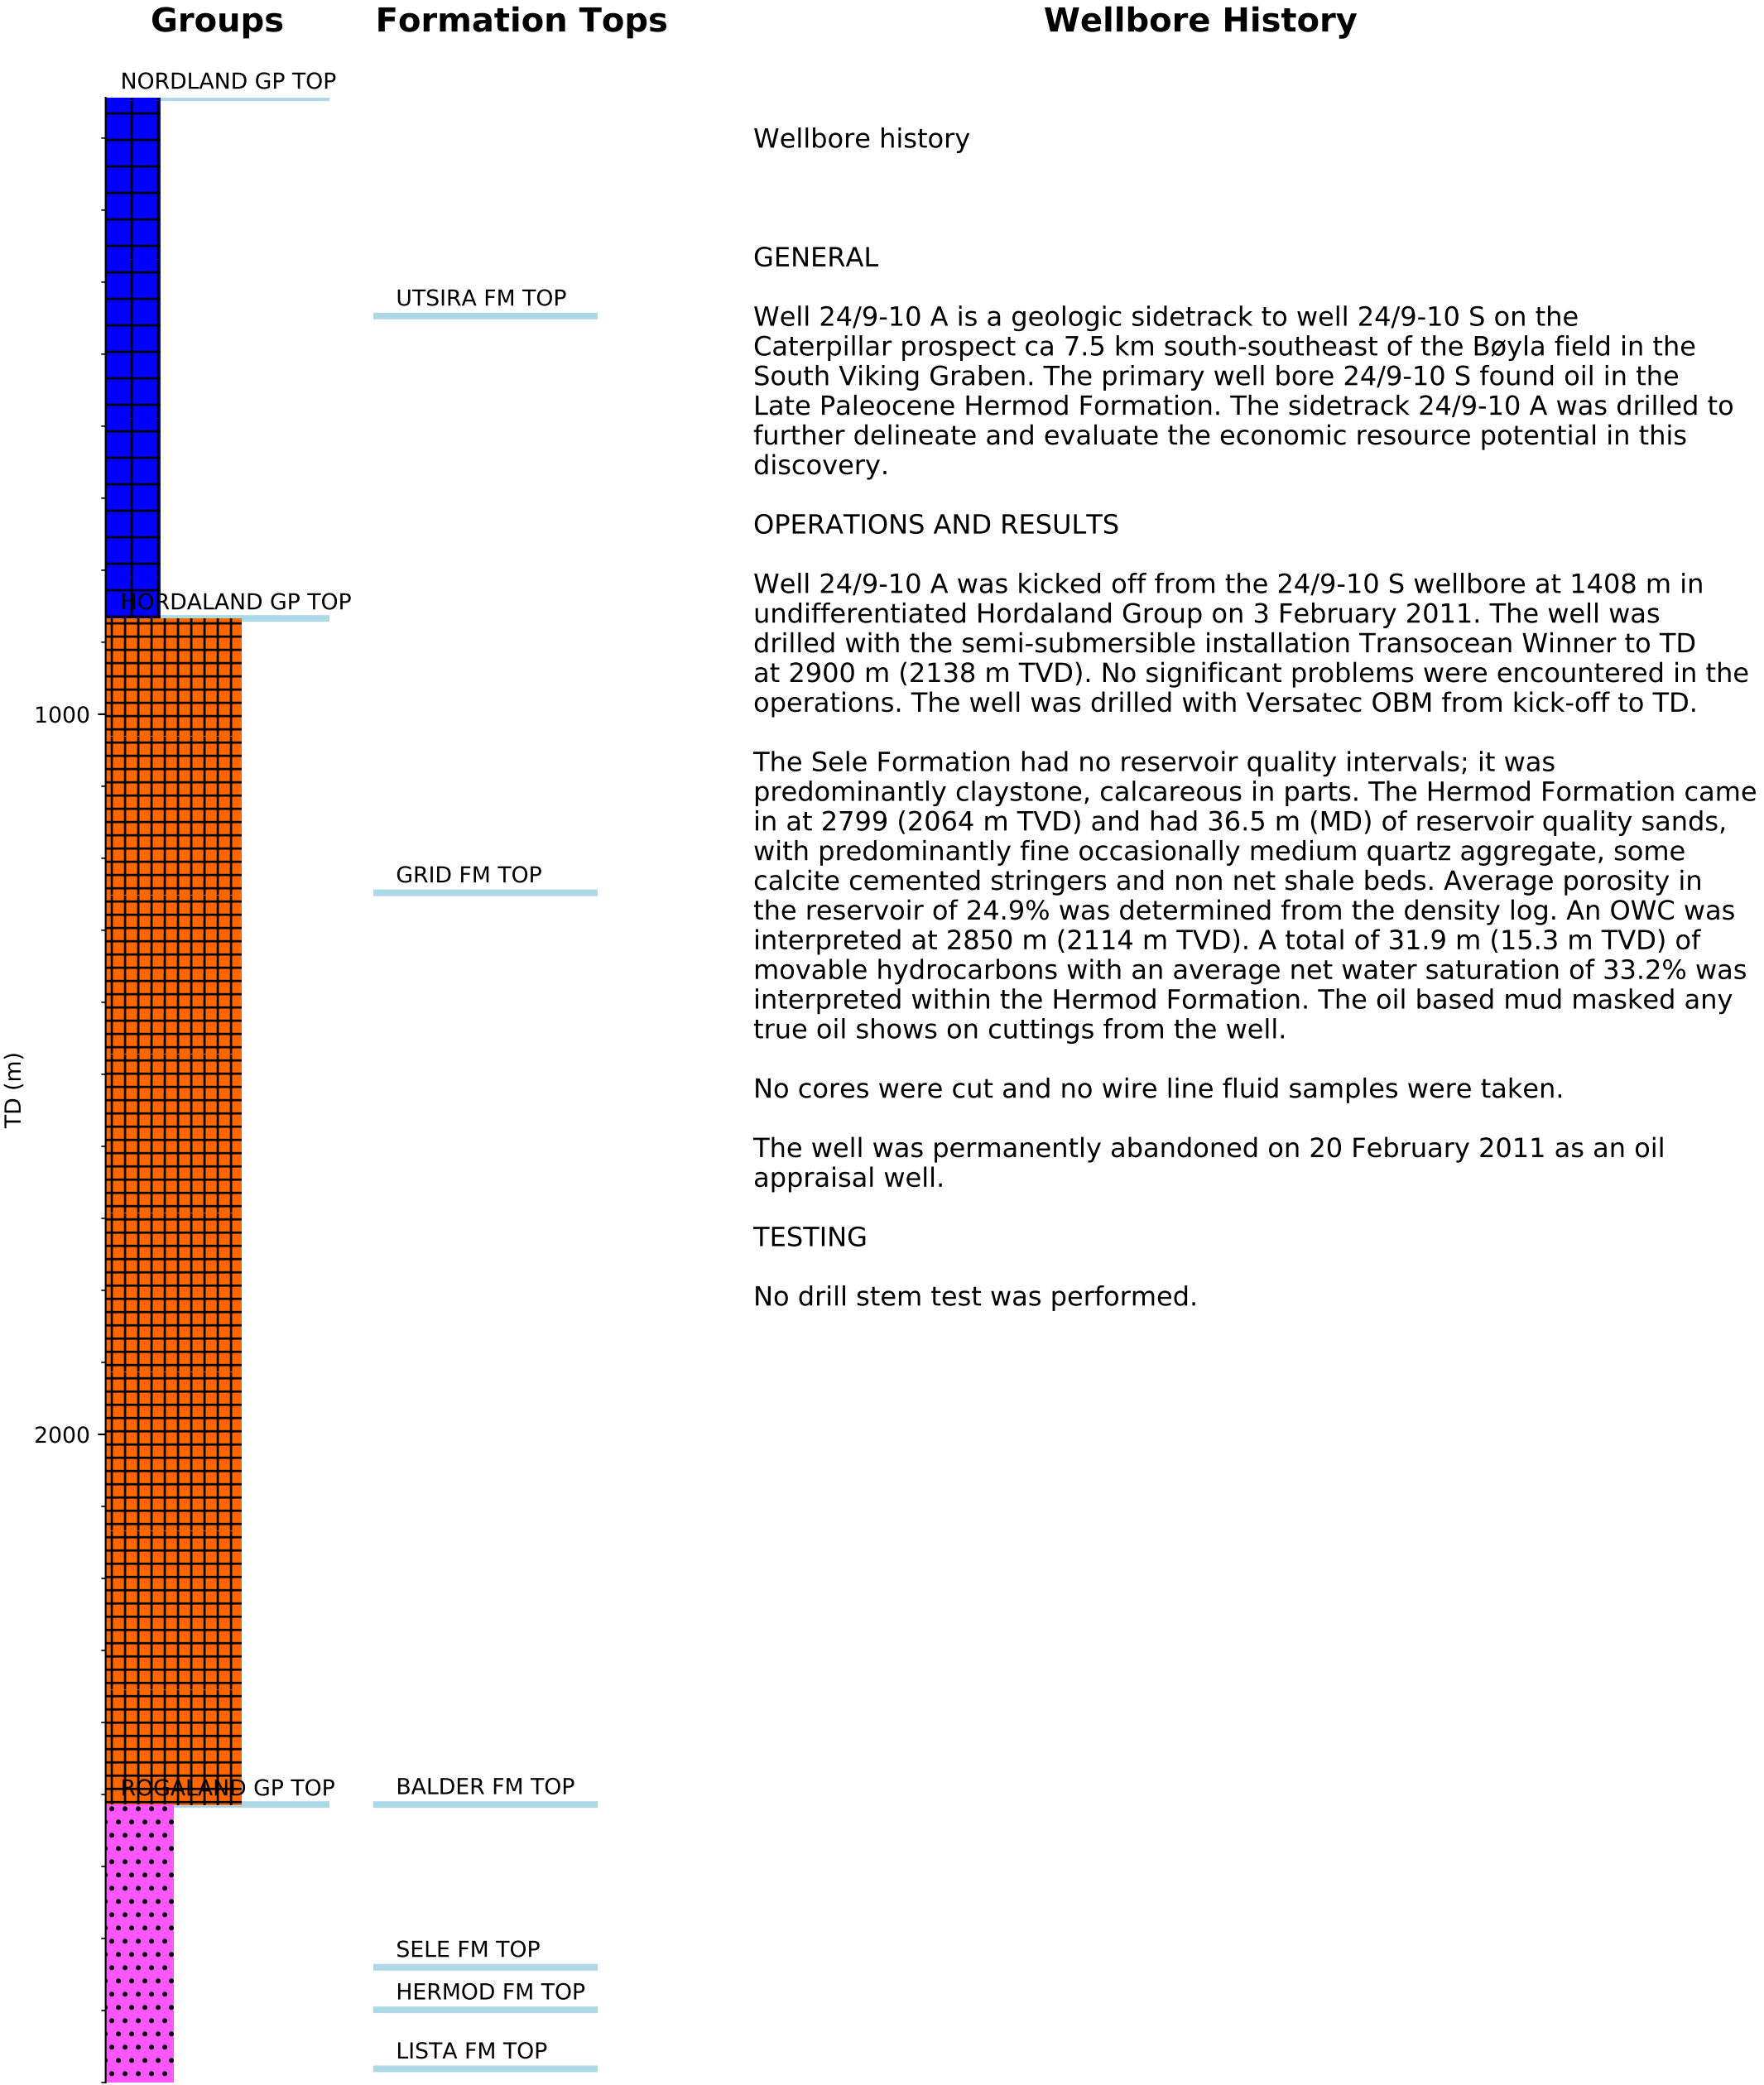 Groups
Formation Tops
Wellbore History
NORDLAND GP TOP
HORDALAND GP TOP
ROGALAND GP TOP
1000
2000
TD (m)
UTSIRA FM TOP
GRID FM TOP
BALDER FM TOP
SELE FM TOP
HERMOD FM TOP
LISTA FM TOP
Wellbore history
GENERAL
Well 24/9-10 A is a geologic sidetrack to well 24/9-10 S on the
Caterpillar prospect ca 7.5 km south-southeast of the Bøyla field in the
South Viking Graben. The primary well bore 24/9-10 S found oil in the
Late Paleocene Hermod Formation. The sidetrack 24/9-10 A was drilled to
further delineate and evaluate the economic resource potential in this
discovery.
OPERATIONS AND RESULTS
Well 24/9-10 A was kicked off from the 24/9-10 S wellbore at 1408 m in
undifferentiated Hordaland Group on 3 February 2011. The well was
drilled with the semi-submersible installation Transocean Winner to TD
at 2900 m (2138 m TVD). No significant problems were encountered in the
operations. The well was drilled with Versatec OBM from kick-off to TD.
The Sele Formation had no reservoir quality intervals; it was
predominantly claystone, calcareous in parts. The Hermod Formation came
in at 2799 (2064 m TVD) and had 36.5 m (MD) of reservoir quality sands,
with predominantly fine occasionally medium quartz aggregate, some
calcite cemented stringers and non net shale beds. Average porosity in
the reservoir of 24.9% was determined from the density log. An OWC was
interpreted at 2850 m (2114 m TVD). A total of 31.9 m (15.3 m TVD) of
movable hydrocarbons with an average net water saturation of 33.2% was
interpreted within the Hermod Formation. The oil based mud masked any
true oil shows on cuttings from the well.
No cores were cut and no wire line fluid samples were taken.
The well was permanently abandoned on 20 February 2011 as an oil
appraisal well.
TESTING
No drill stem test was performed.